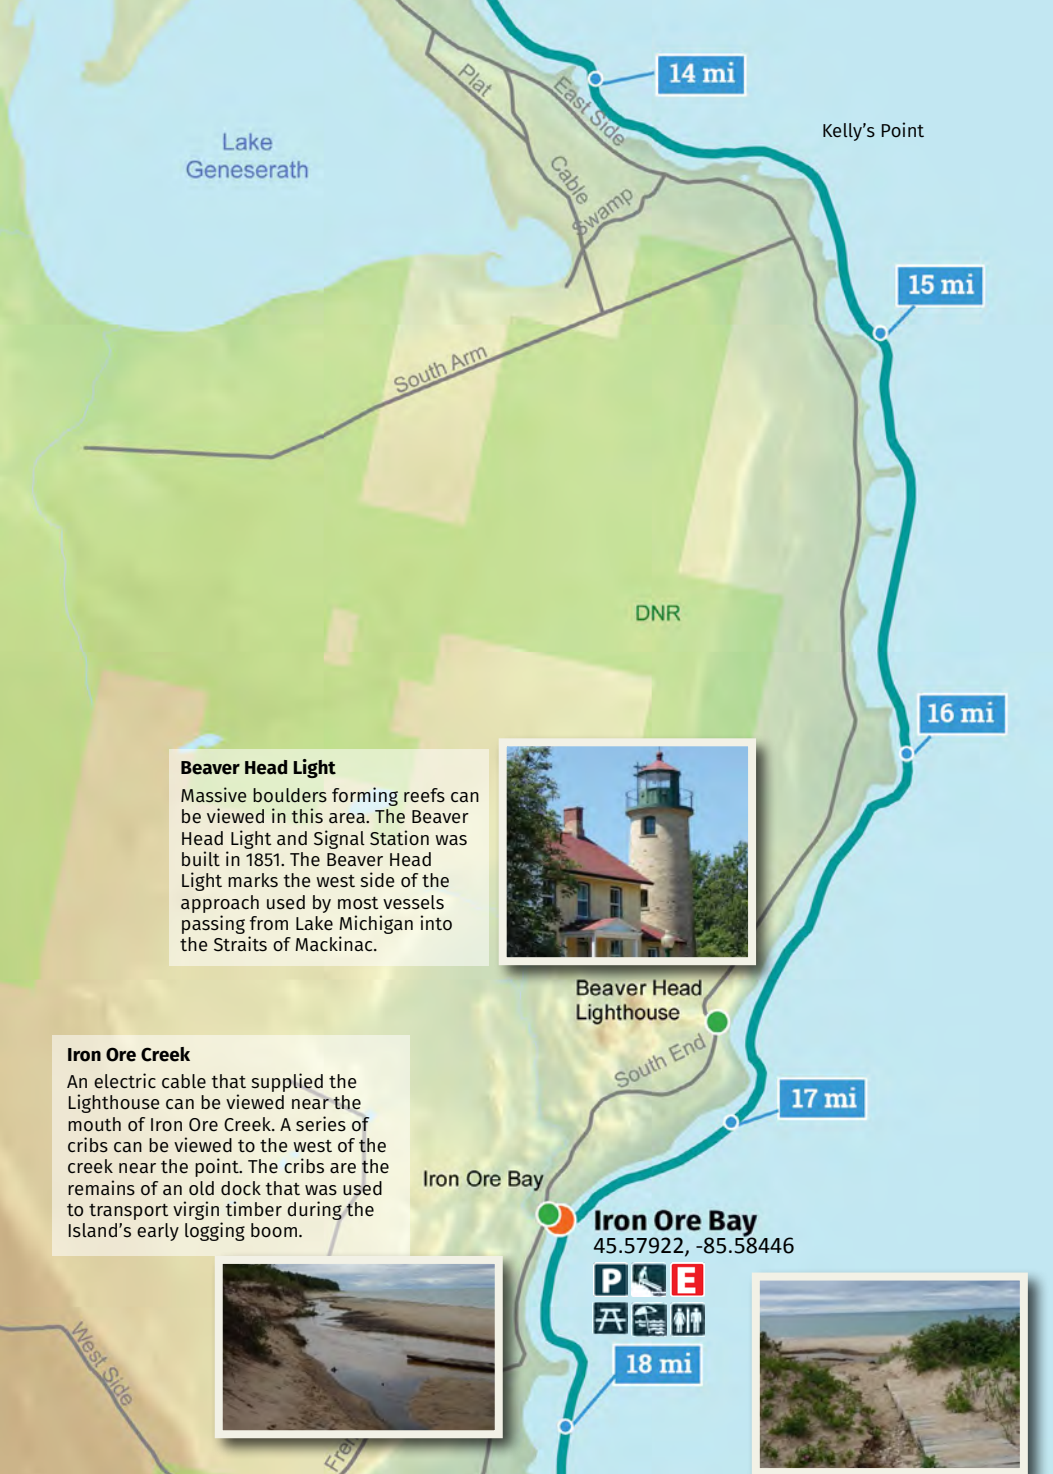 14 mi
Plat
East Side
Kelly's Point
Lake
Geneserath
Cable
Swamp
15 mi
South Arm
DNR
16 mi
Beaver Head Light
Massive boulders forming reefs can
be viewed in this area. The Beaver
Head Light and Signal Station was
built in 1851. The Beaver Head
Light marks the west side of the
approach used by most vessels
passing from Lake Michigan into
the Straits of Mackinac.
Beaver Head
Lighthouse
South End
Iron Ore Creek
An electric cable that supplied the
Lighthouse can be viewed near the
mouth of Iron Ore Creek. A series of
cribs can be viewed to the west of the
creek near the point. The cribs are the
remains of an old dock that was used
to transport virgin timber during the
Island's early logging boom.
17 mi
Iron Ore Bay
Iron Ore Bay
45.57922, -85.58446
P
E
18 mi
West Side